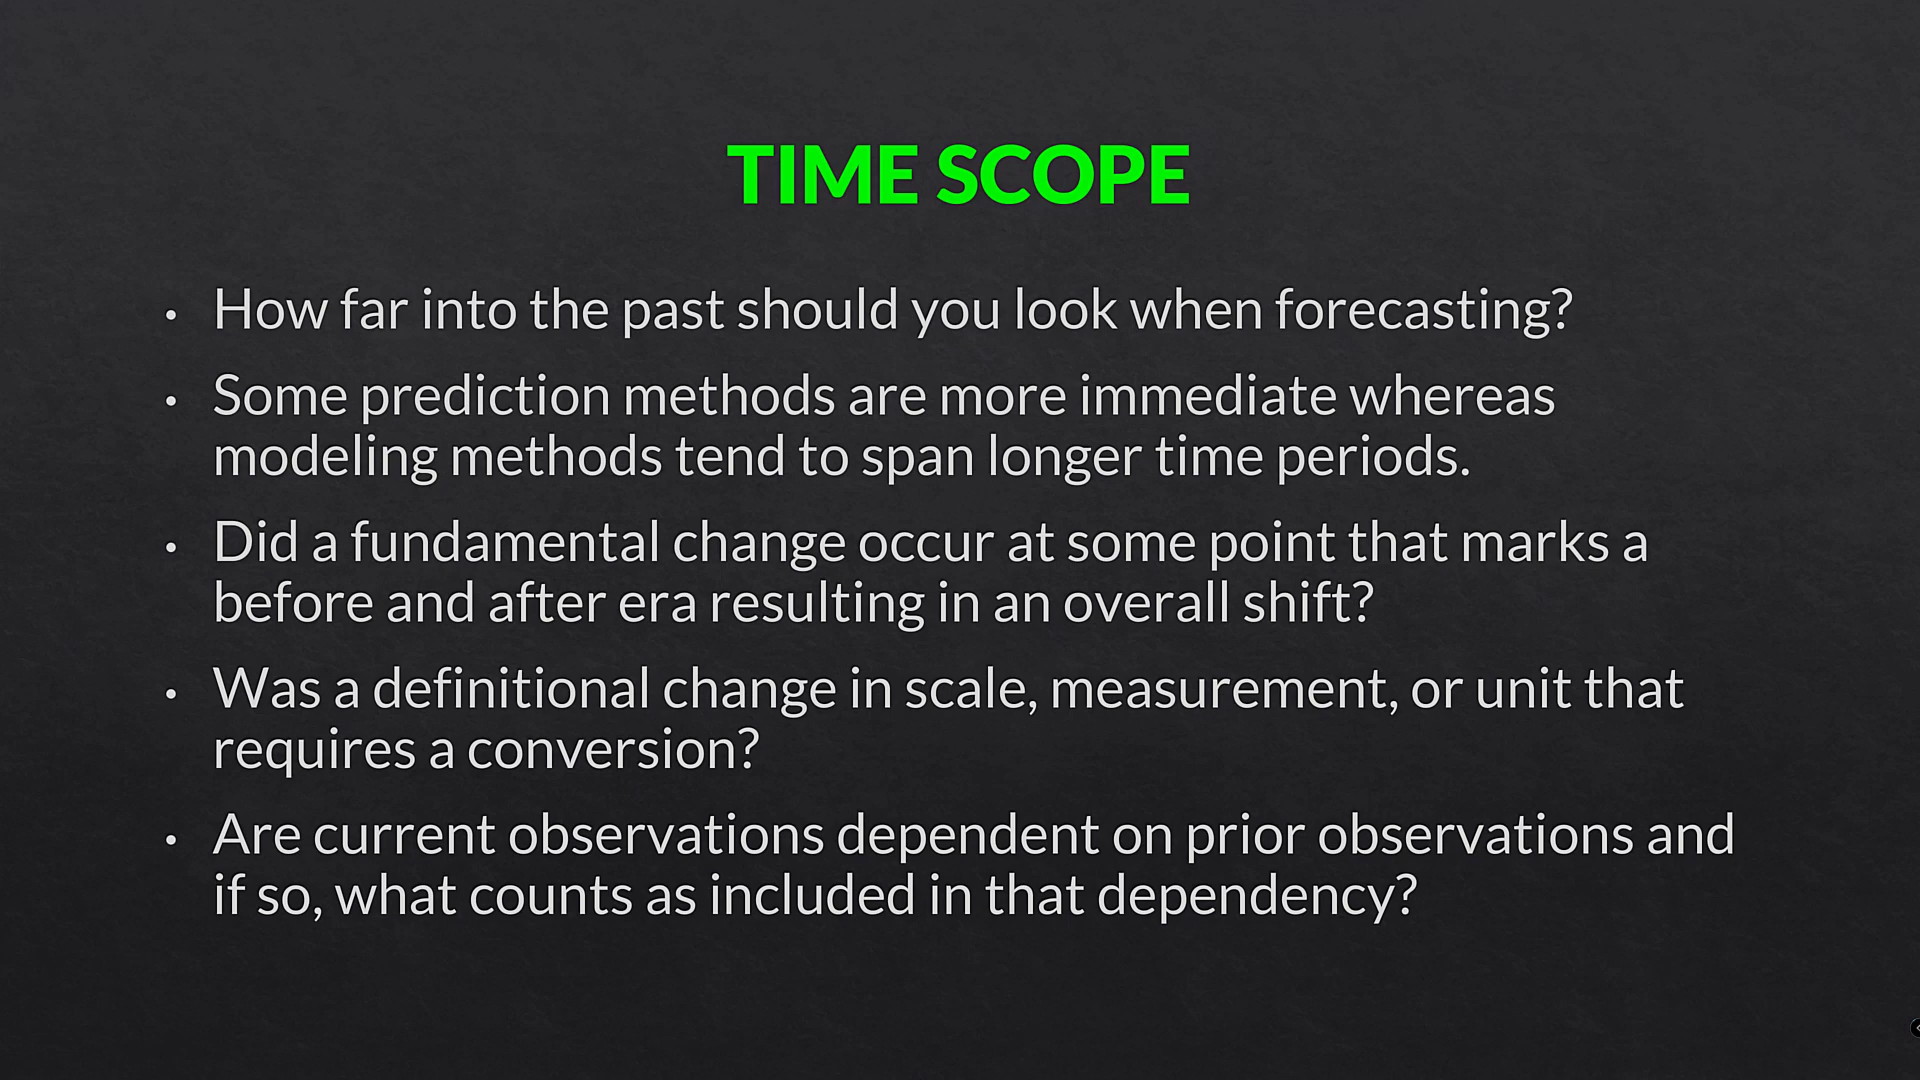 TIME SCOPE
• How far into the past should you look when forecasting?
• Some prediction methods are more immediate whereas
modeling methods tend to span longer time periods.
• Did a fundamental change occur at some point that marks a
before and after era resulting in an overall shift?
• Was a definitional change in scale, measurement, or unit that
requires a conversion?
• Are current observations dependent on prior observations and
if so, what counts as included in that dependency?